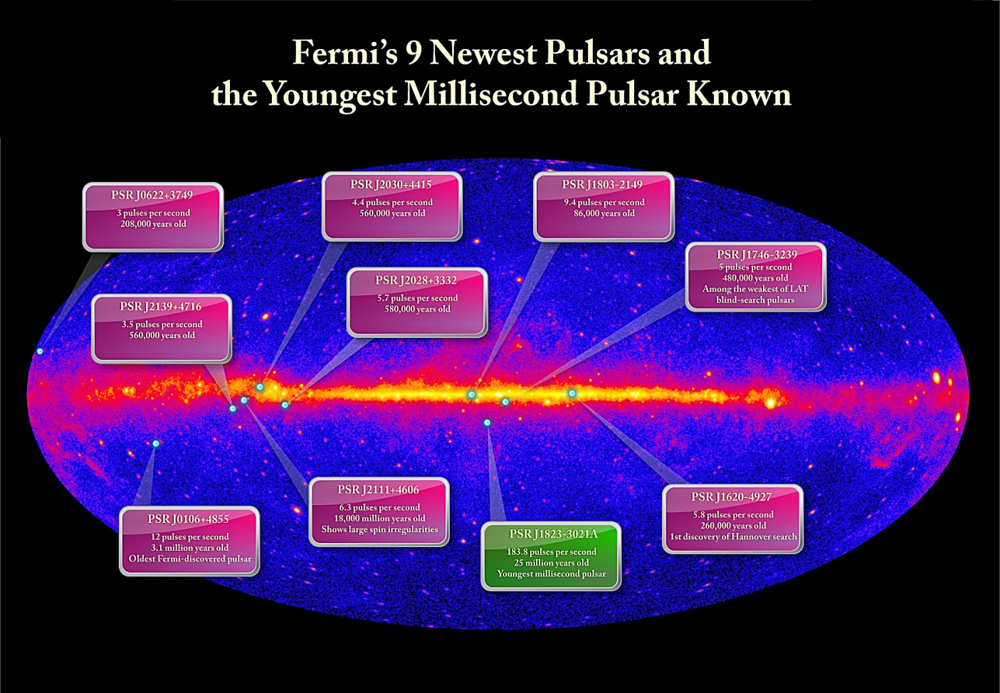 Fermi's 9 Newest Pulsars and
the Youngest Millisecond Pulsar Known
PSR J0622+3749
3 pulses per second
208,000 years old
PSR J2030+4415
4.4 pulses per second
560,000 years old
PSR J1803-2149
9.4 pulses per second
86,000 years old
PSR J1746-3239
5 pulses per second
480,000 years old
Among the weakest of LAT
blind-search pulsars
PSR J2139+4716
3.5 pulses per second
560,000 years old
PSR J2028+3332
5.7 pulses per second
580,000 years old
PSR J0106+4855
12 pulses per second
3.1 million years old
Oldest Fermi-discovered pulsar
PSR J2111+4606
6.3 pulses per second
18,000 million years old
Shows large spin irregularities
PSR J1823-3021A
183.8 pulses per second
25 million years old
Youngest millisecond pulsar
PSR J1620-4927
5.8 pulses per second
260,000 years old
1st discovery of Hannover search